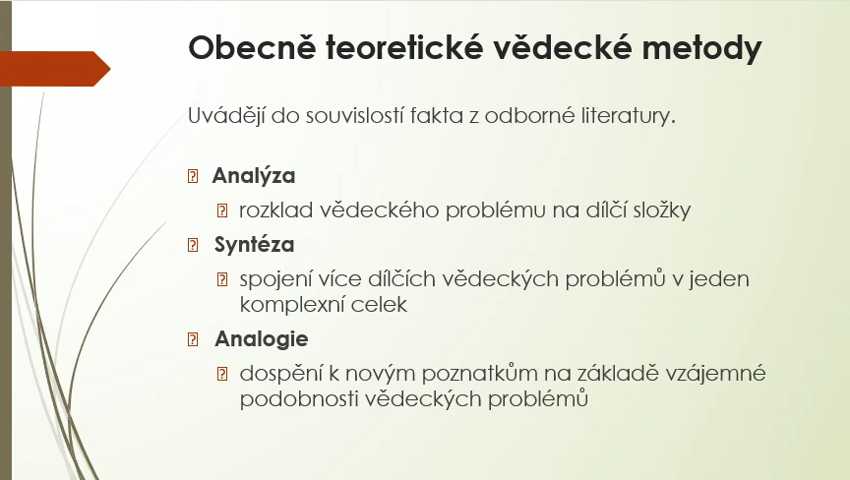 Obecně teoretické vědecké metody
Uvádějí do souvislostí fakta z odborné literatury.
Analýza
rozklad vědeckého problému na dílčí složky
Syntéza
spojení více dílčích vědeckých problémů v jeden
komplexní celek
Analogie
dospění k novým poznatkům na základě vzájemné
podobnosti vědeckých problémů